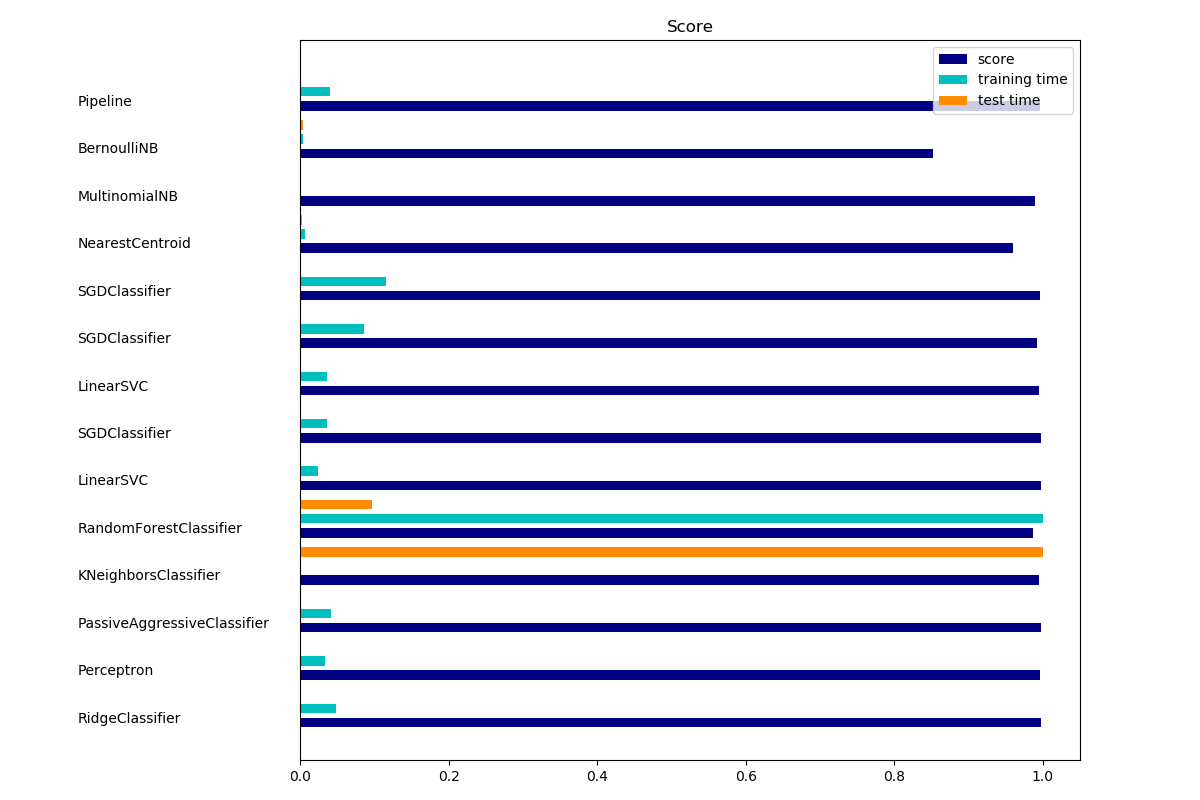 Score
score
training time
test time
Pipeline
BernoulliNB
MultinomialNB
NearestCentroid
SGDClassifier
SGDClassifier
LinearSVC
SGDClassifier
LinearSVC
RandomForestClassifier
KNeighborsClassifier
PassiveAggressiveClassifier
Perceptron
RidgeClassifier
0.0 0.2 0.4 0.6 0.8 1.0